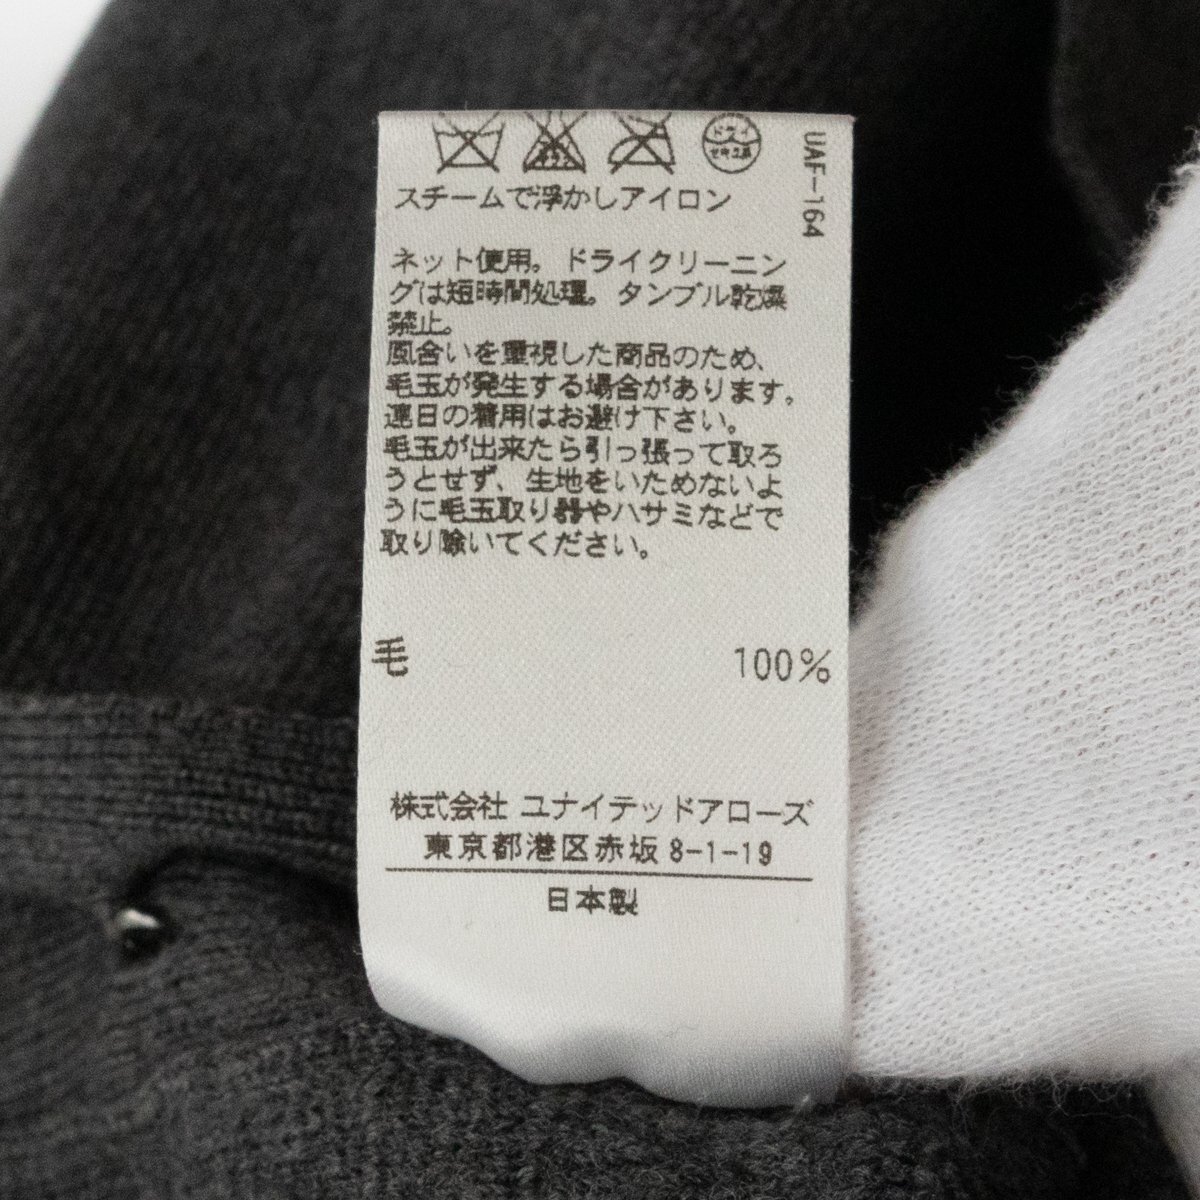 ドライ
セキユ系
UAF-164
スチームで浮かしアイロン
ネット使用。ドライクリーニン
グは短時間処理。タンブル乾燥
禁止。
風合いを重視した商品のため、
毛玉が発生する場合があります。
連日の着用はお避け下さい。
毛玉が出来たら引っ張って取ろ
うとせず、生地をいためないよ
うに毛玉取り器やハサミなどで
取り除いてください。
毛 100%
株式会社 ユナイテッドアローズ
東京都港区赤坂 8-1-19
日本製